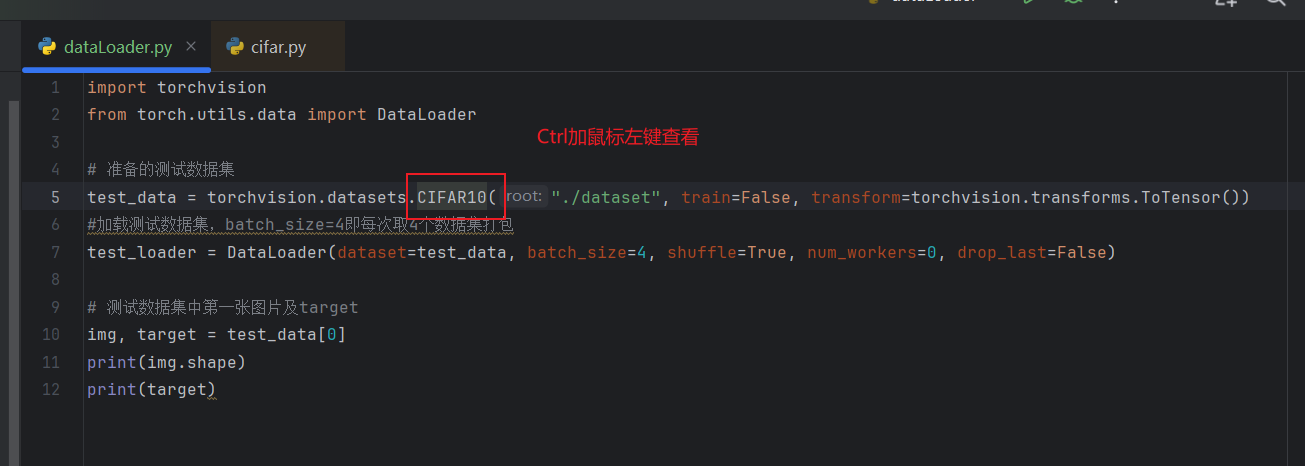 dataLoader.py
cifar.py
1 import torchvision
2 from torch.utils.data import DataLoader
Ctrl加鼠标左键查看
3
4 # 准备的测试数据集
5 test_data = torchvision.datasets.CIFAR10( root: "./dataset", train=False, transform=torchvision.transforms.ToTensor())
6 #加载测试数据集，batch_size=4即每次取4个数据集打包
7 test_loader = DataLoader(dataset=test_data, batch_size=4, shuffle=True, num_workers=0, drop_last=False)
8
9 # 测试数据集中第一张图片及target
10 img, target = test_data[0]
11 print(img.shape)
12 print(target)